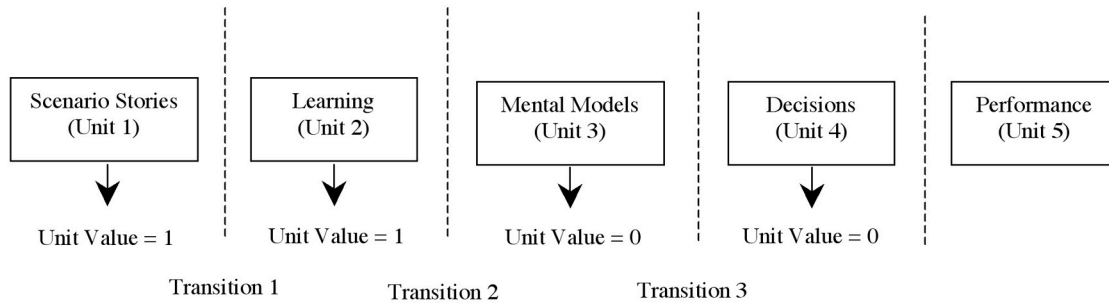 Scenario Stories
(Unit 1)
Learning
(Unit 2)
Mental Models
(Unit 3)
Decisions
(Unit 4)
Performance
(Unit 5)
Unit Value = 1
Unit Value = 1
Unit Value = 0
Unit Value = 0
Transition 1
Transition 2
Transition 3